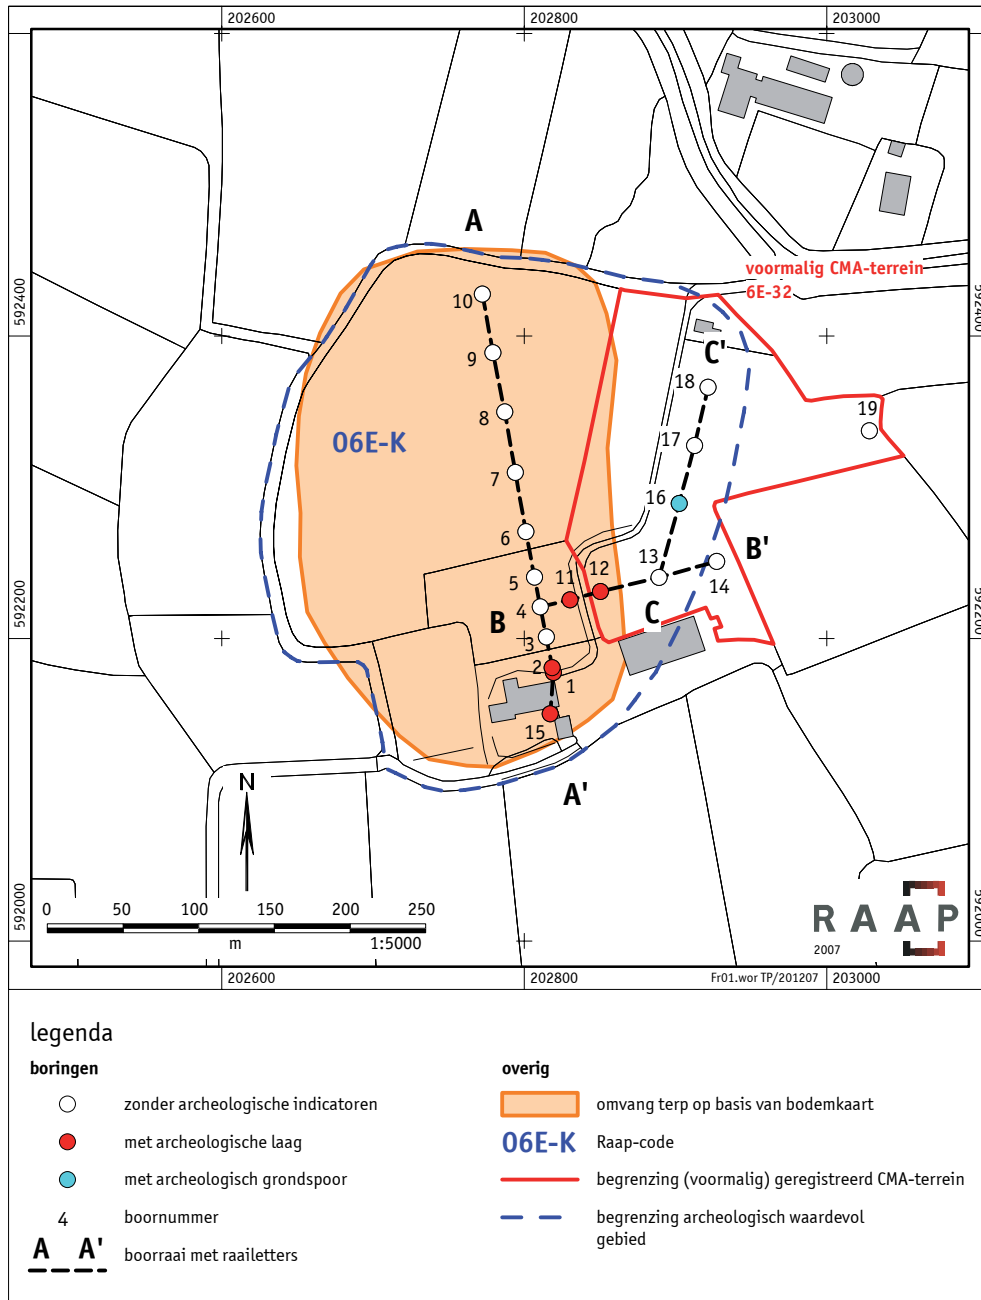 202600
202800
203000
592400
592400
A
voormalig CMA-terrein
6E-32
10
9
C'
18
19
8
06E-K
17
7
16
6
B'
13
5
11
12
14
4
B
C
3
2
1
15
A'
592200
592200
N
592000
592000
0
50
100
150
200
250
m
1:5000
RAAP
2007
202600
202800
Fr01.wor TP/201207
203000
legenda
boringen
zonder archeologische indicatoren
met archeologische laag
met archeologisch grondspoor
4
boornummer
A A'
boorraai met raailetters
overig
omvang terp op basis van bodemkaart
06E-K
Raap-code
begrenzing (voormalig) geregistreerd CMA-terrein
begrenzing archeologisch waardevol
gebied